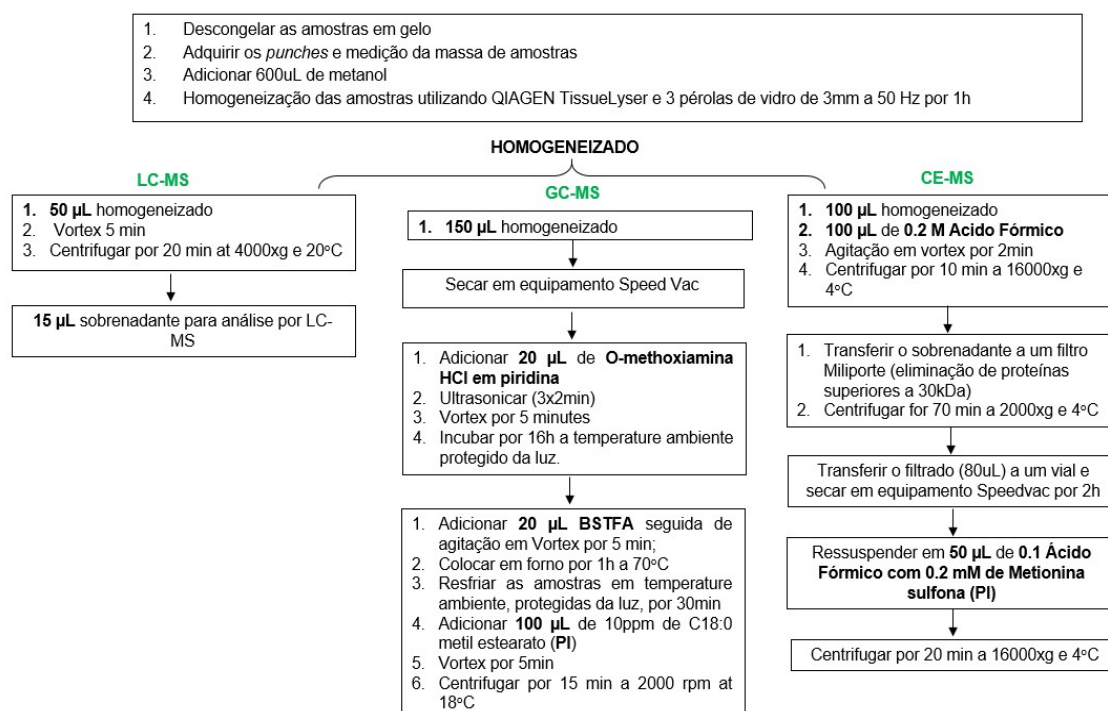 1. Descongelar as amostras em gelo
2. Adquirir os punches e medição da massa de amostras
3. Adicionar 600uL de metanol
4. Homogeneização das amostras utilizando QIAGEN TissueLyser e 3 pérolas de vidro de 3mm a 50 Hz por 1h
HOMOGENEIZADO
LC-MS
1. 50 µL homogeneizado
2. Vortex 5 min
3. Centrifugar por 20 min at 4000xg e 20ºC
15 µL sobrenadante para análise por LC-
MS
GC-MS
1. 150 µL homogeneizado
Secar em equipamento Speed Vac
1. Adicionar 20 µL de O-methoxiamina
HCl em piridina
2. Ultrasonicar (3x2min)
3. Vortex por 5 minutes
4. Incubar por 16h a temperature ambiente
protegido da luz.
1. Adicionar 20 µL BSTFA seguida de
agitação em Vortex por 5 min;
2. Colocar em forno por 1h a 70ºC
3. Resfriar as amostras em temperature
ambiente, protegidas da luz, por 30min
4. Adicionar 100 µL de 10ppm de C18:0
metil estearato (PI)
5. Vortex por 5min
6. Centrifugar por 15 min a 2000 rpm at
18ºC
CE-MS
1. 100 µL homogeneizado
2. 100 µL de 0.2 M Acido Fórmico
3. Agitação em vortex por 2min
4. Centrifugar por 10 min a 16000xg e
4ºC
1. Transferir o sobrenadante a um filtro
Miliporte (eliminação de proteínas
superiores a 30kDa)
2. Centrifugar for 70 min a 2000xg e 4ºC
Transferir o filtrado (80uL) a um vial e
secar em equipamento Speedvac por 2h
Ressuspender em 50 µL de 0.1 Ácido
Fórmico com 0.2 mM de Metionina
sulfona (PI)
Centrifugar por 20 min a 16000xg e 4ºC